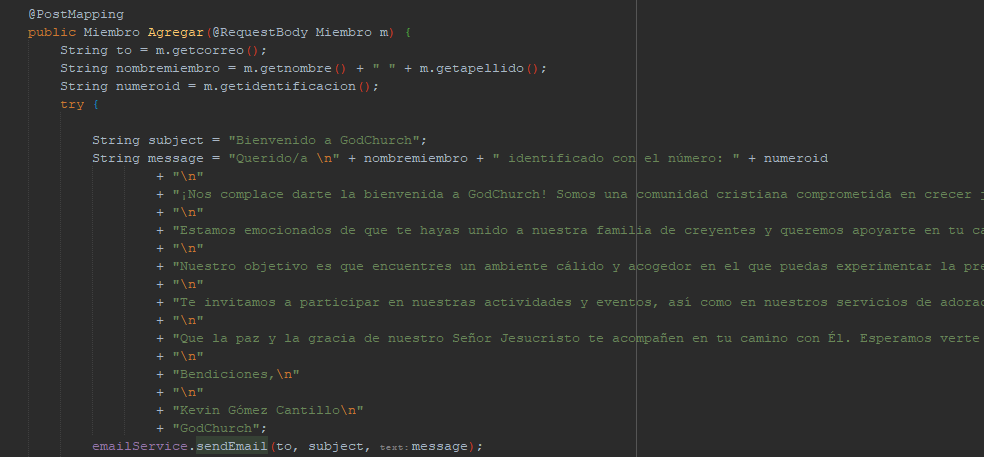 @PostMapping
public Miembro Agregar(@RequestBody Miembro m) {
String to = m.getcorreo();
String nombremiembro = m.getnombre() + " " + m.getapellido();
String numeroid = m.getidentificacion();
try {
String subject = "Bienvenido a GodChurch";
String message = "Querido/a \n" + nombremiembro + " identificado con el número: " + numeroid
+ "\n"
+ "¡Nos complace darte la bienvenida a GodChurch! Somos una comunidad cristiana comprometida en crecer
+ "\n"
+ "Estamos emocionados de que te hayas unido a nuestra familia de creyentes y queremos apoyarte en tu ca
+ "\n"
+ "Nuestro objetivo es que encuentres un ambiente cálido y acogedor en el que puedas experimentar la pre
+ "\n"
+ "Te invitamos a participar en nuestras actividades y eventos, así como en nuestros servicios de adorac
+ "\n"
+ "Que la paz y la gracia de nuestro Señor Jesucristo te acompañen en tu camino con Él. Esperamos verte
+ "\n"
+ "Bendiciones,\n"
+ "\n"
+ "Kevin Gómez Cantillo\n"
+ "GodChurch";
emailService.sendEmail(to, subject, text: message);